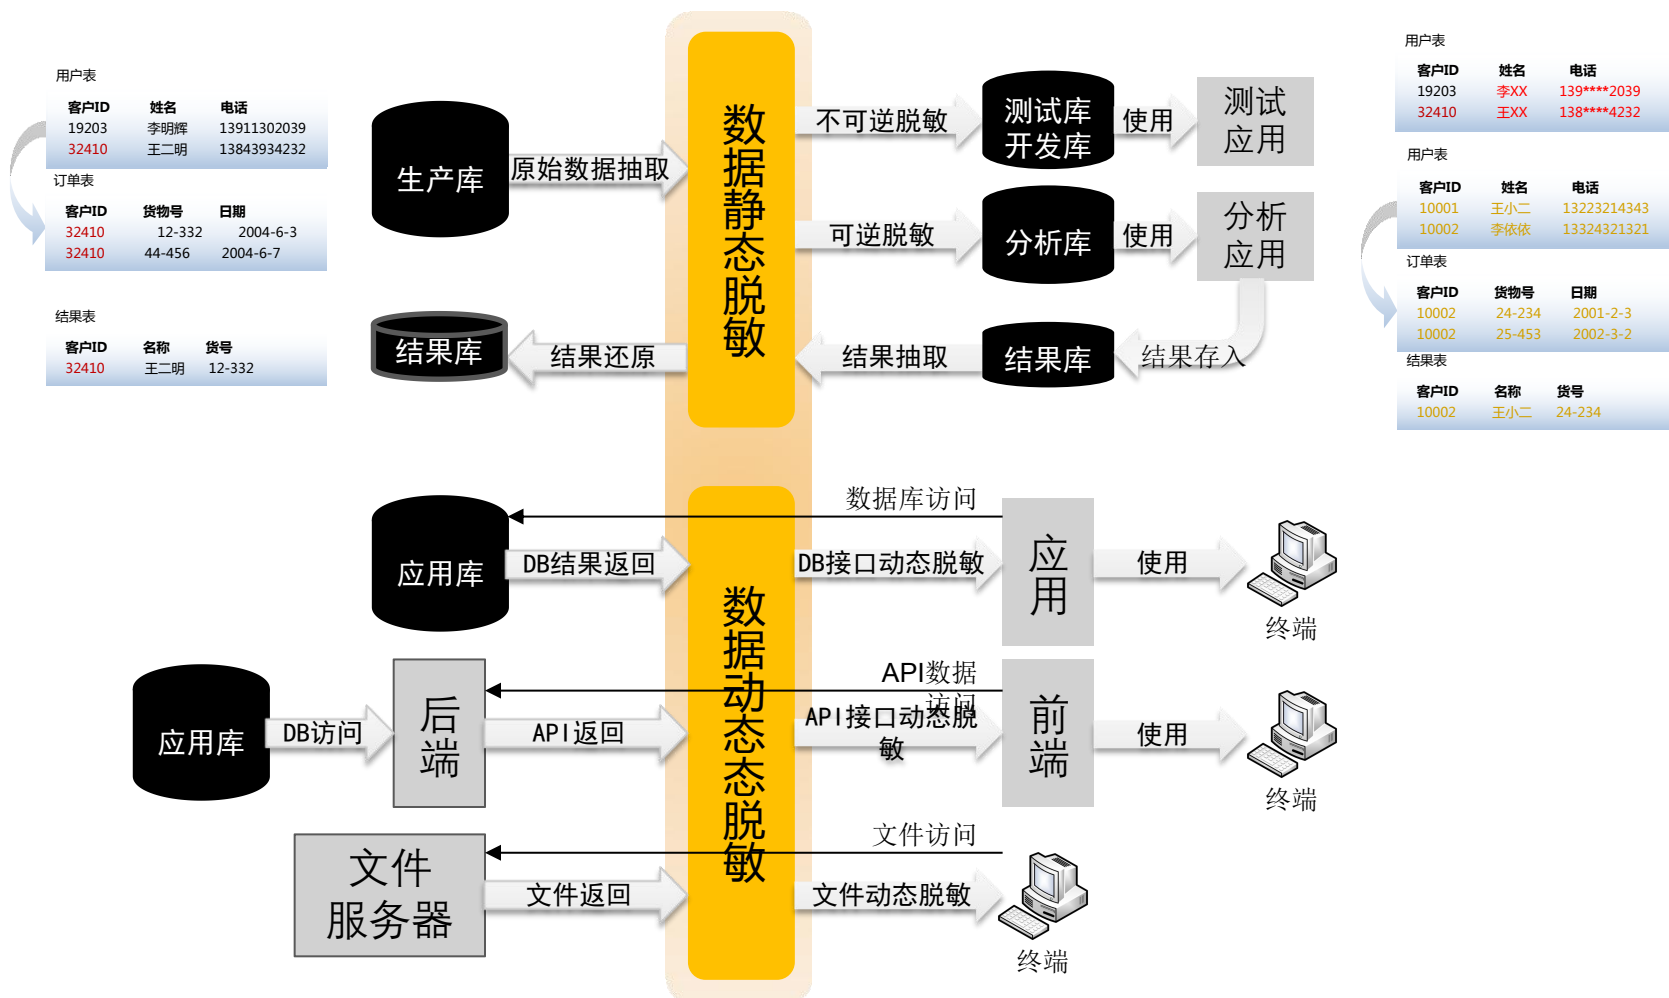 用户表
客户ID 姓名 电话
19203 李明辉 13911302039
32410 王二明 13843934232
订单表
客户ID 货物号 日期
32410 12-332 2004-6-3
32410 44-456 2004-6-7
结果表
客户ID 名称 货号
32410 王二明 12-332
生产库
原始数据抽取
数据静态脱敏
不可逆脱敏
测试库
开发库
使用
测试
应用
可逆脱敏
分析库
使用
分析
应用
结果库
结果还原
结果抽取
结果库
结果存入
用户表
客户ID 姓名 电话
19203 李XX 139****2039
32410 王XX 138****4232
用户表
客户ID 姓名 电话
10001 王小二 13223214343
10002 李依依 13324321321
订单表
客户ID 货物号 日期
10002 24-234 2001-2-3
10002 25-453 2002-3-2
结果表
客户ID 名称 货号
10002 王小二 24-234
数据动态脱敏
数据库访问
应用库
DB结果返回
DB接口动态脱敏
应用
使用
终端
应用库
DB访问
后端
API返回
API数据
访问
API接口动态脱
敏
前端
使用
终端
文件
服务器
文件访问
文件返回
文件动态脱敏
终端